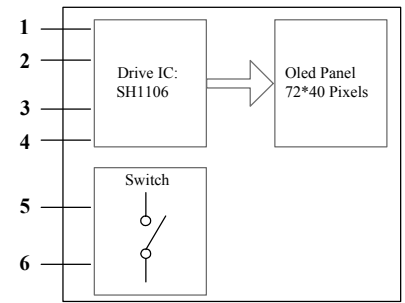 1
2
3
4
Drive IC:
SH1106
Oled Panel
72*40 Pixels
Switch
5
6